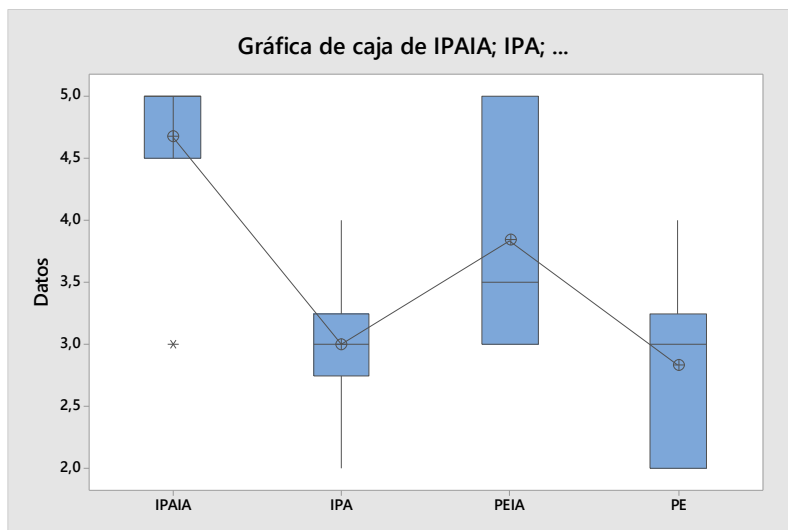 Gráfica de caja de IPAIA; IPA; ...
Datos
5,0
4,5
4,0
3,5
3,0
2,5
2,0
IPAIA IPA PEIA PE